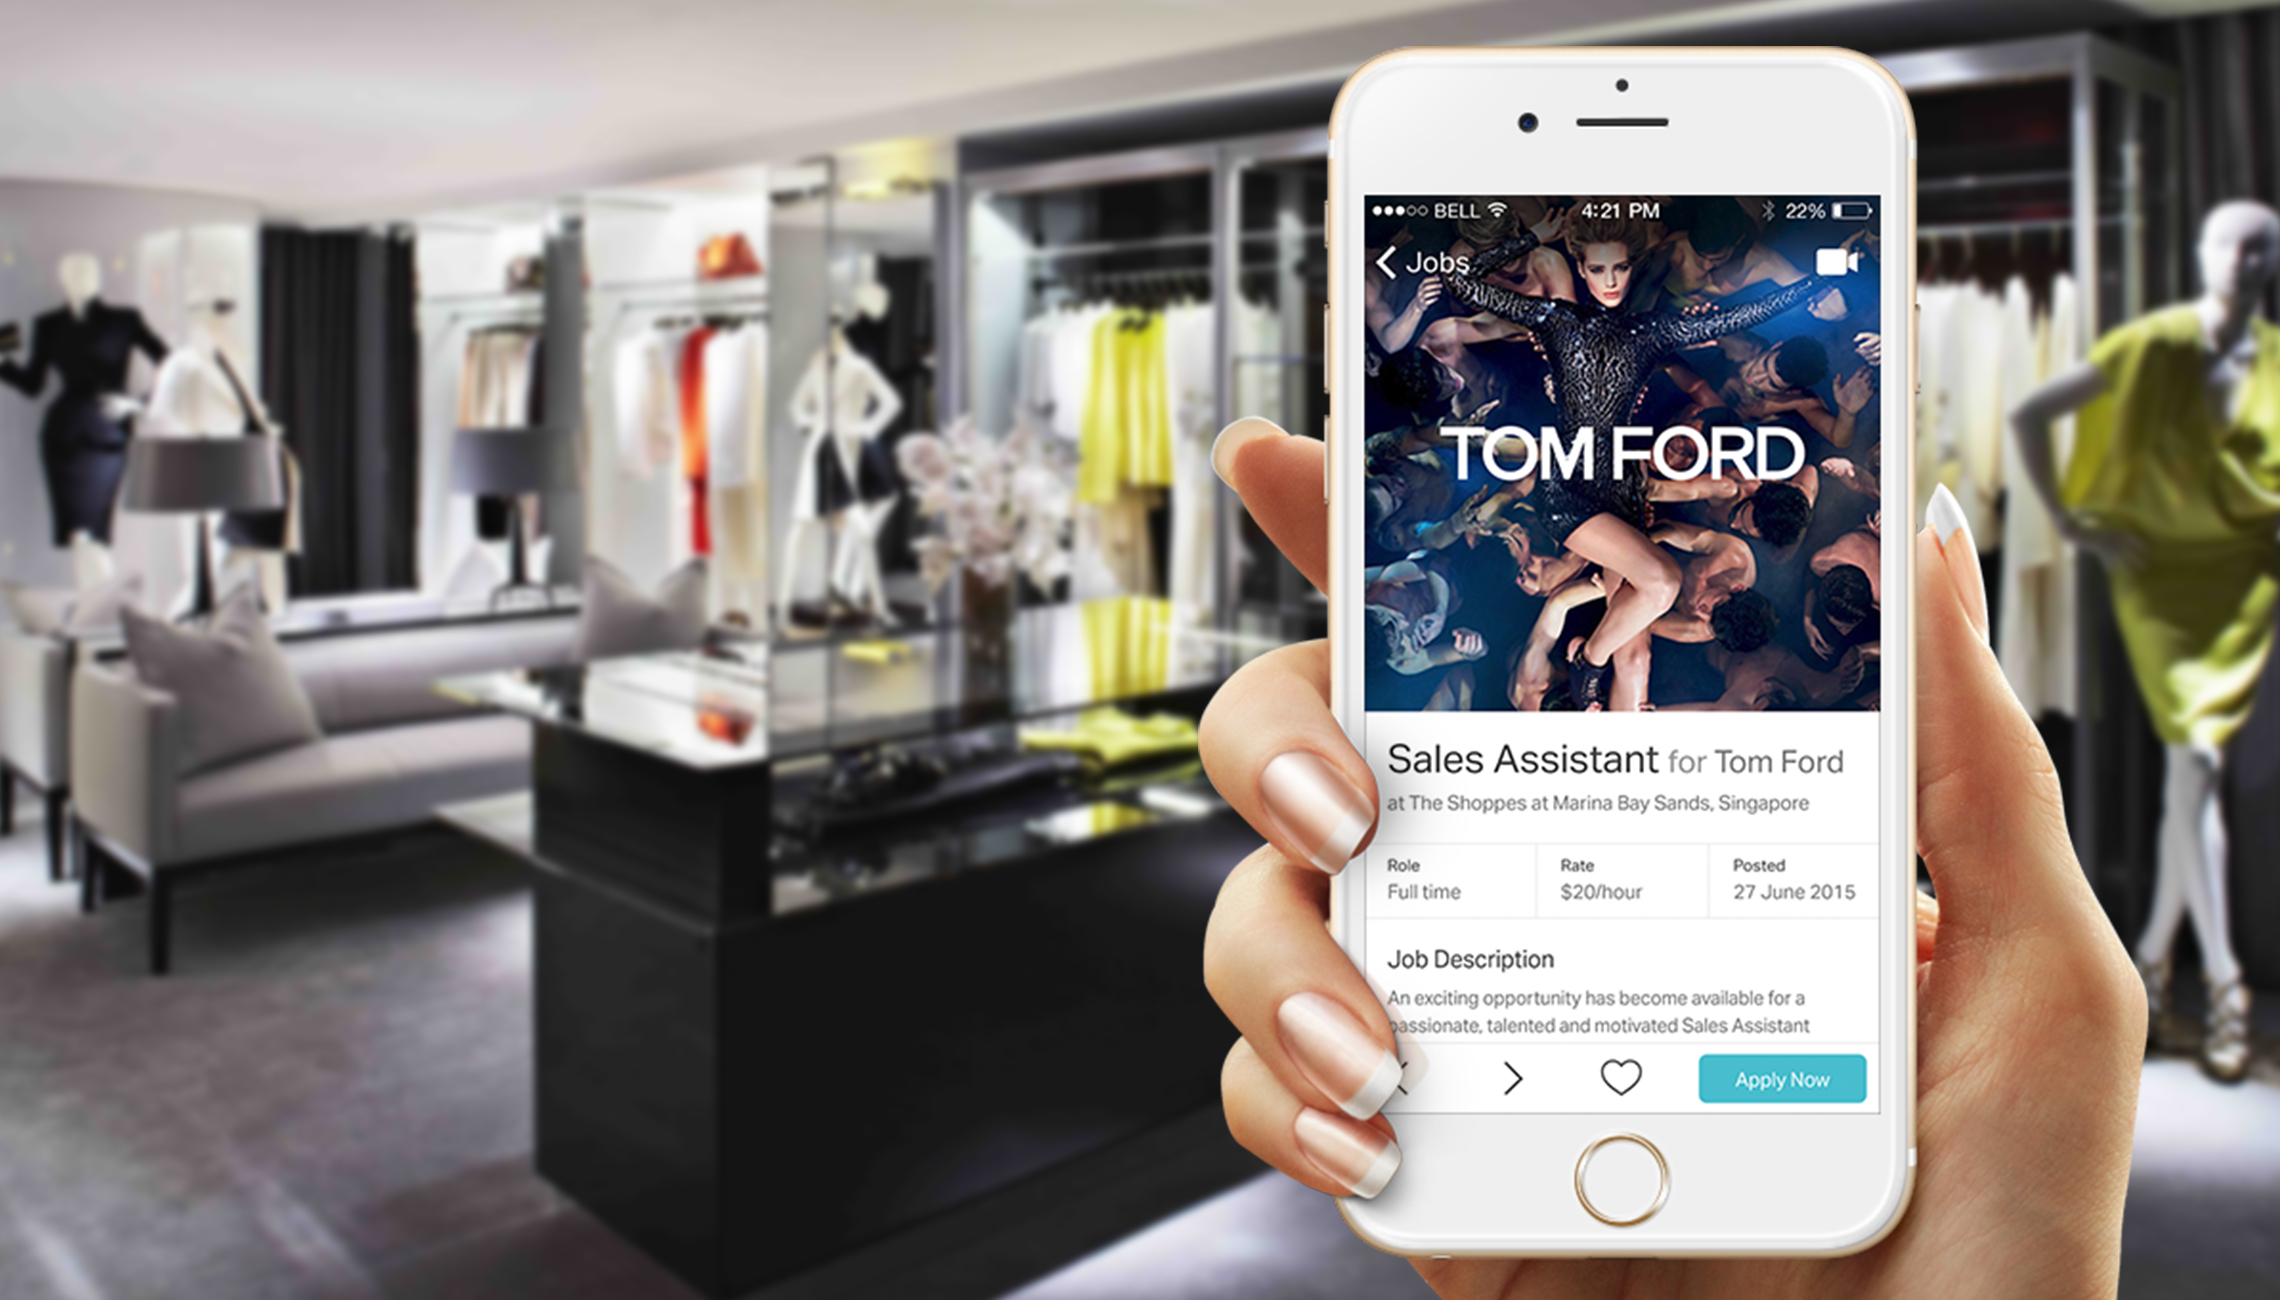 BELL 4:21 PM 22%
Jobs
TOM FORD
Sales Assistant for Tom Ford
at The Shoppes at Marina Bay Sands, Singapore
Role Rate Posted
Full time $20/hour 27 June 2015
Job Description
An exciting opportunity has become available for a
passionate, talented and motivated Sales Assistant
Apply Now